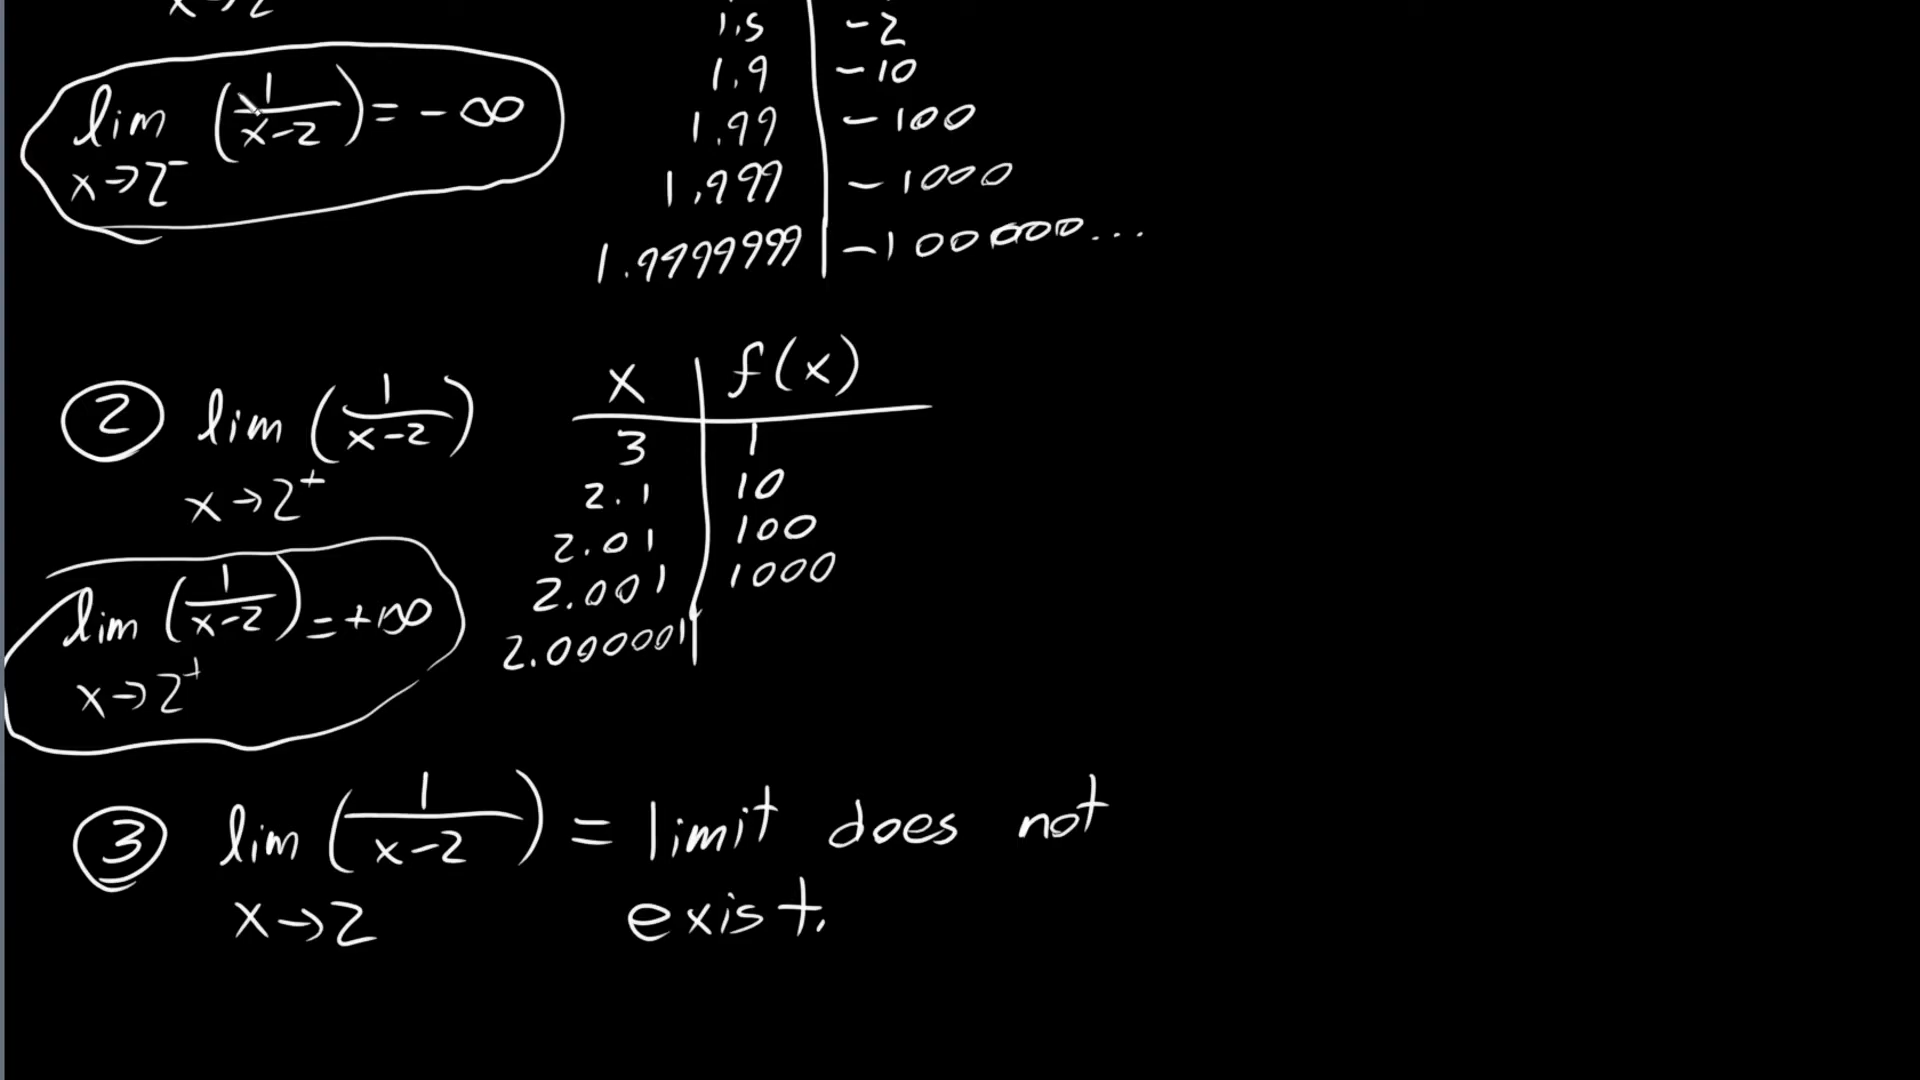 x→2
1.5 | -2
1.9 | -10
lim (1/(x-2)) = -∞
x→2⁻
1.99 | -100
1.999 | -1000
1.9999999 | -100000000...
x | f(x)
② lim (1/(x-2))
x→2⁺
3 | 1
2.1 | 10
2.01 | 100
2.001 | 1000
2.000001 |
lim (1/(x-2)) = +∞
x→2⁺
③ lim (1/(x-2)) = limit does not
x→2 exist.